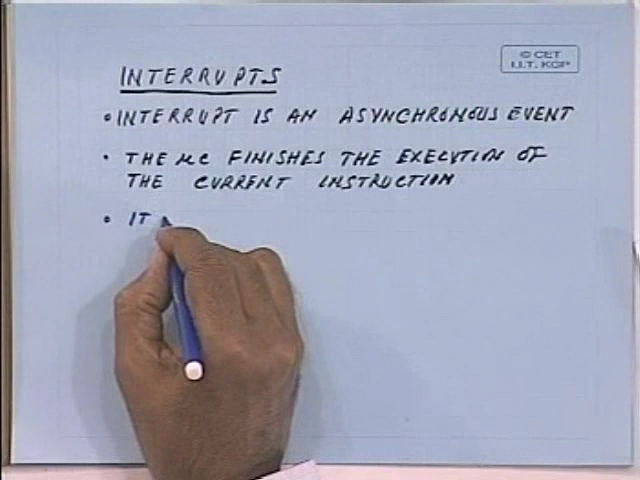 © CET
I.I.T. KGP
INTERRUPTS
• INTERRUPT IS AN ASYNCHRONOUS EVENT
• THE μC FINISHES THE EXECUTION OF
THE CURRENT INSTRUCTION
• IT